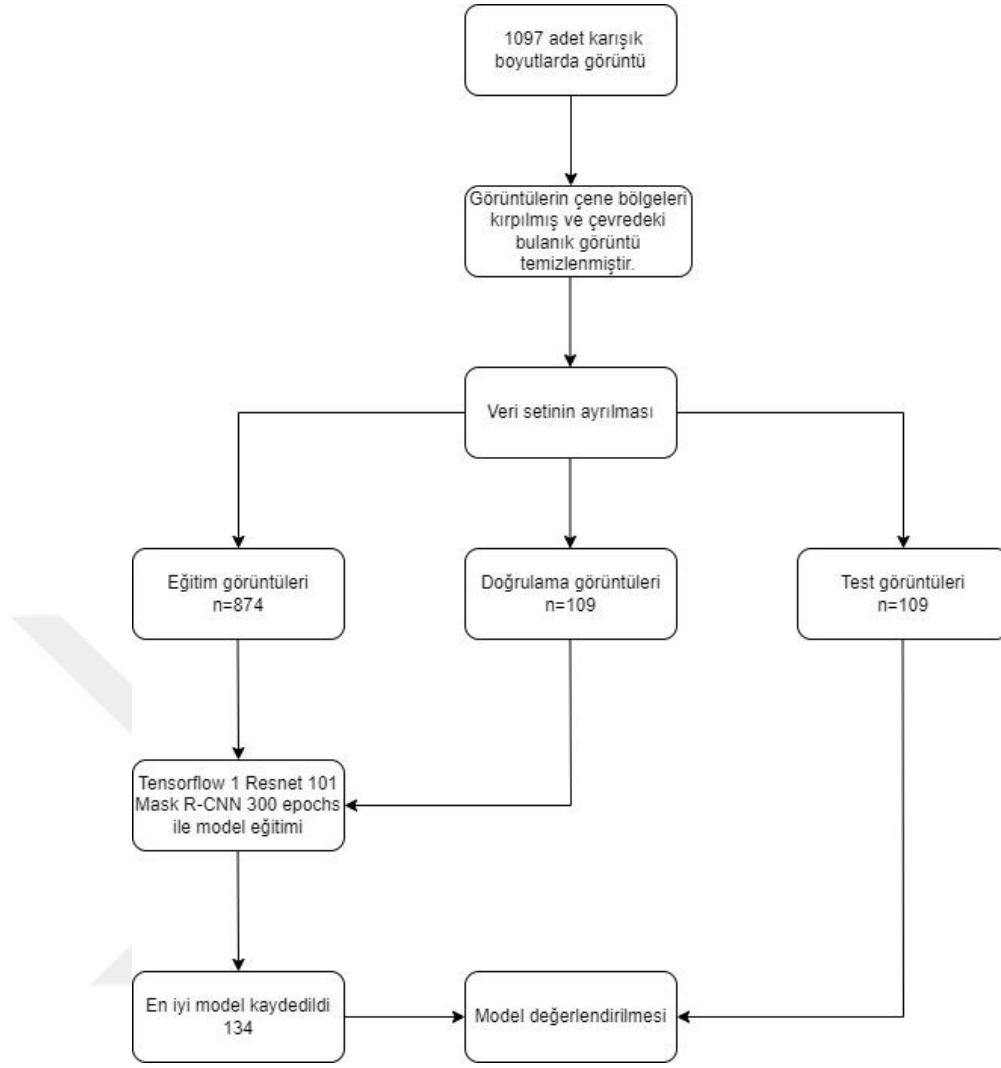 1097 adet karışık
boyutlarda görüntü
Görüntülerin çene bölgeleri
kırpılmış ve çevredeki
bulanık görüntü
temizlenmiştir.
Veri setinin ayrılması
Eğitim görüntüleri
n=874
Doğrulama görüntüleri
n=109
Test görüntüleri
n=109
Tensorflow 1 Resnet 101
Mask R-CNN 300 epochs
ile model eğitimi
En iyi model kaydedildi
134
Model değerlendirilmesi